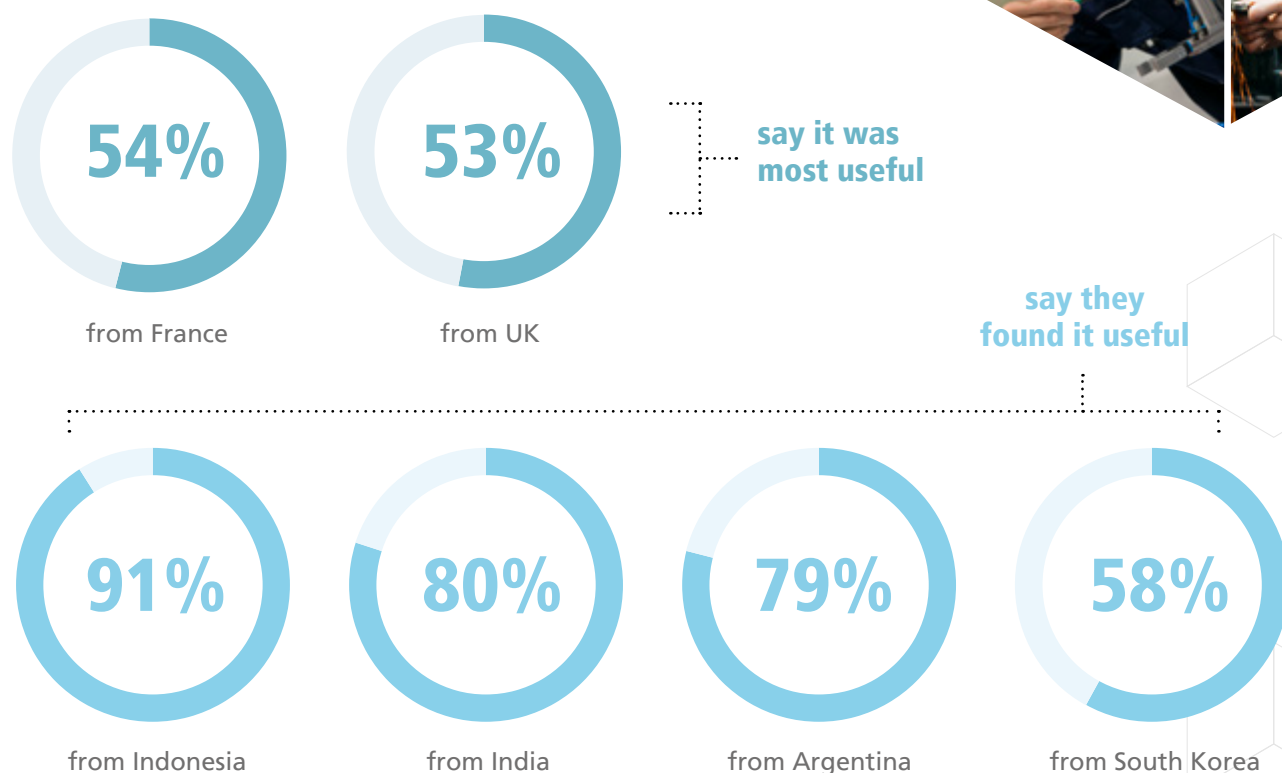 54%
53%
say it was
most useful
from France
from UK
say they
found it useful
91%
80%
79%
58%
from Indonesia
from India
from Argentina
from South Korea